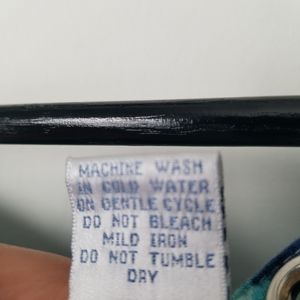 MACHINE WASH
IN COLD WATER
ON GENTLE CYCLE
DO NOT BLEACH
MILD IRON
DO NOT TUMBLE
DRY